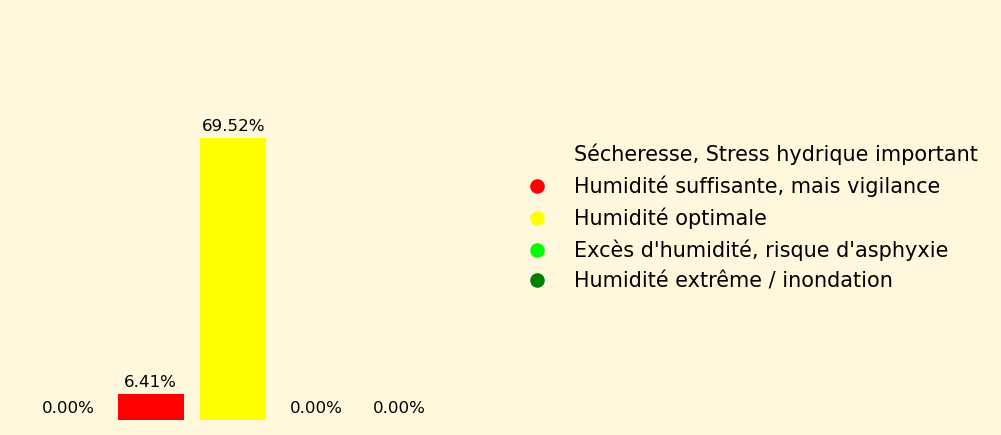 69.52%
6.41%
0.00%
0.00%
0.00%
Sécheresse, Stress hydrique important
Humidité suffisante, mais vigilance
Humidité optimale
Excès d'humidité, risque d'asphyxie
Humidité extrême / inondation